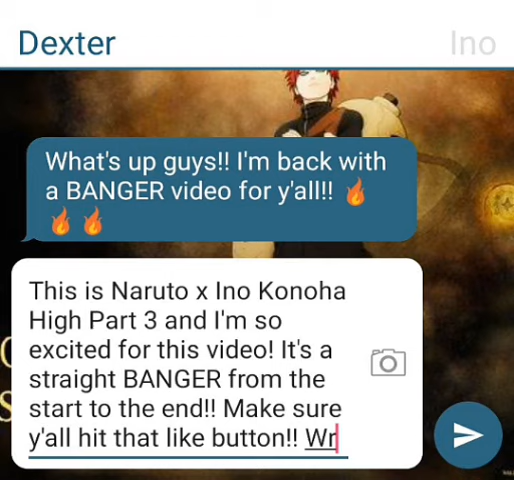 Dexter
Ino
What's up guys!! I'm back with
a BANGER video for y'all!! 🔥
🔥 🔥
This is Naruto x Ino Konoha
High Part 3 and I'm so
excited for this video! It's a
straight BANGER from the
start to the end!! Make sure
y'all hit that like button!! Wr